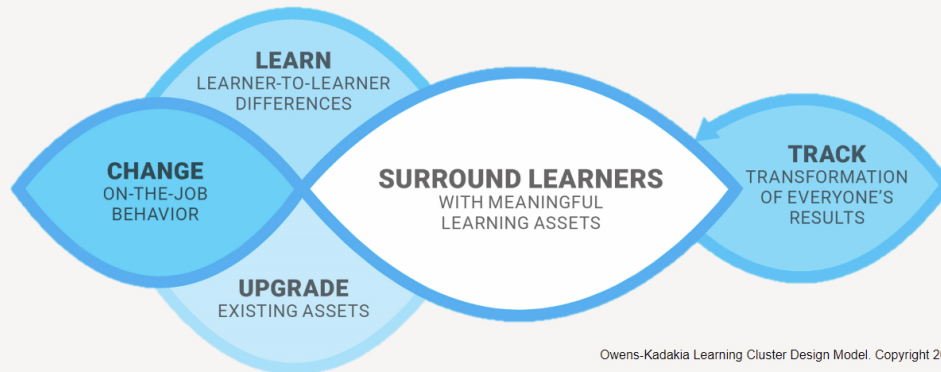 LEARN
LEARNER-TO-LEARNER
DIFFERENCES
CHANGE
ON-THE-JOB
BEHAVIOR
UPGRADE
EXISTING ASSETS
SURROUND LEARNERS
WITH MEANINGFUL
LEARNING ASSETS
TRACK
TRANSFORMATION
OF EVERYONE'S
RESULTS
Owens-Kadakia Learning Cluster Design Model. Copyright